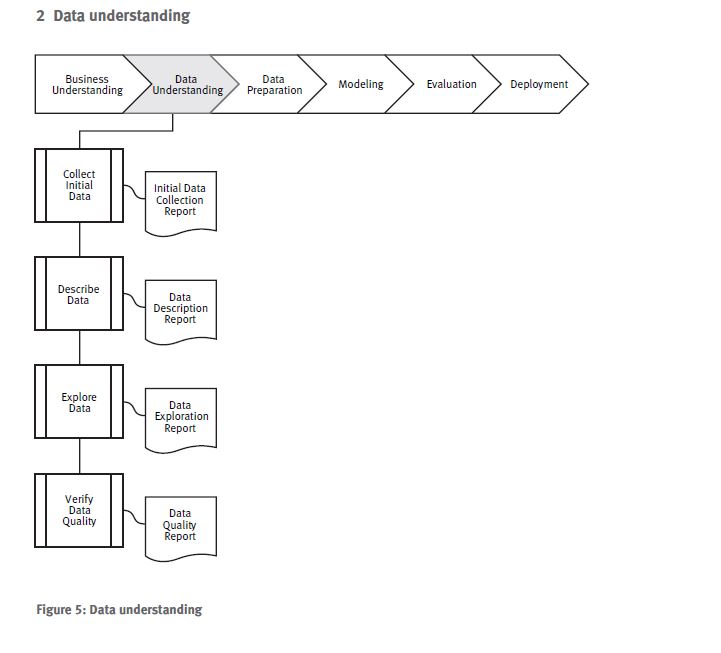 2 Data understanding
Business
Understanding
Data
Understanding
Data
Preparation
Modeling
Evaluation
Deployment
Collect
Initial
Data
Initial Data
Collection
Report
Describe
Data
Data
Description
Report
Explore
Data
Data
Exploration
Report
Verify
Data
Quality
Data
Quality
Report
Figure 5: Data understanding